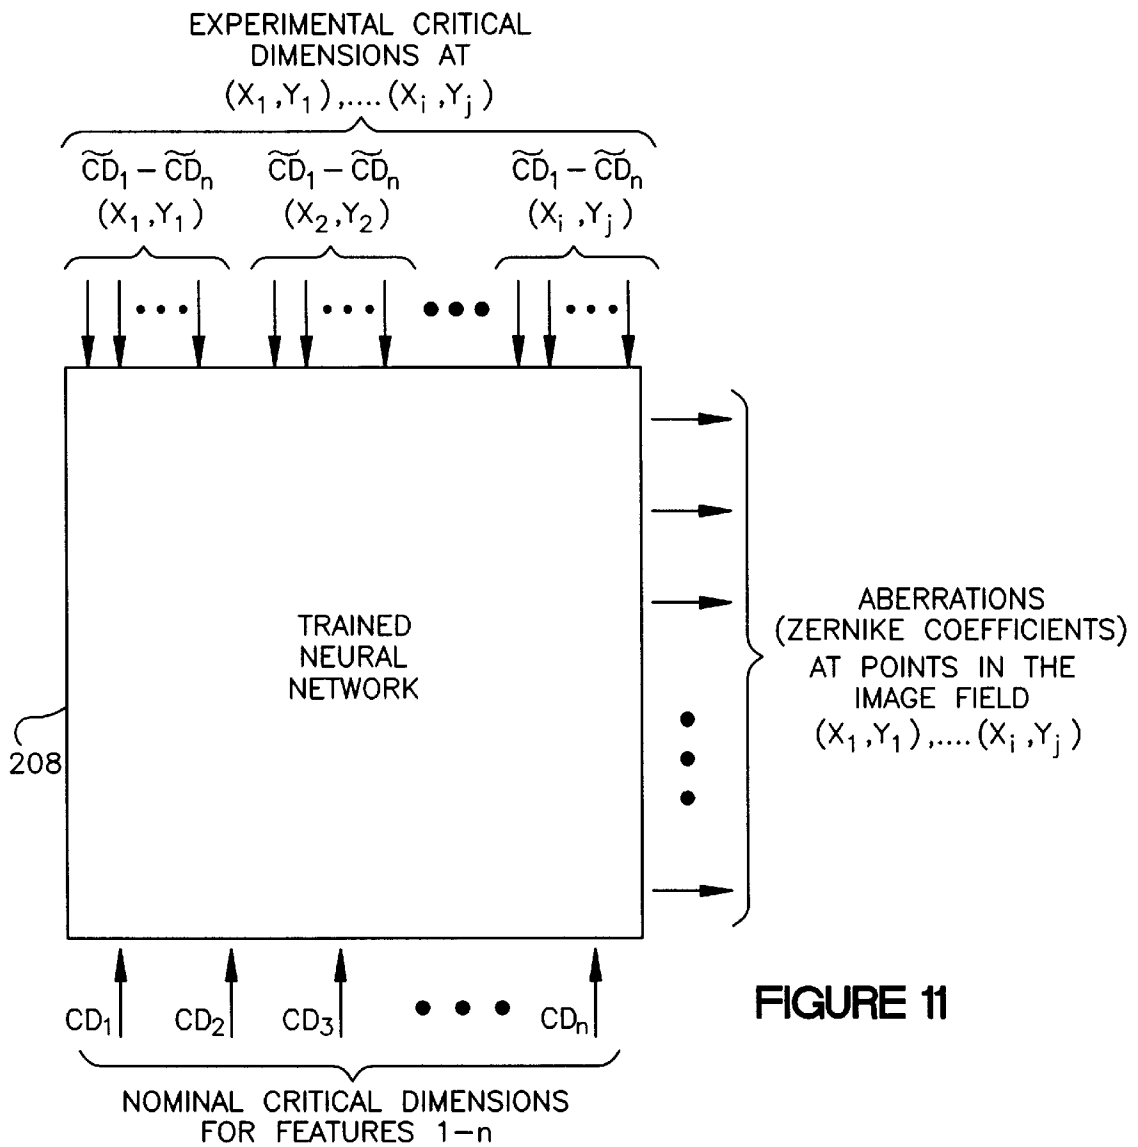 EXPERIMENTAL CRITICAL
DIMENSIONS AT
(X₁,Y₁),....(Xᵢ,Yⱼ)
C͠D₁–C͠Dₙ C͠D₁–C͠Dₙ C͠D₁–C͠Dₙ
(X₁,Y₁) (X₂,Y₂) (Xᵢ,Yⱼ)
TRAINED
NEURAL
NETWORK
208
ABERRATIONS
(ZERNIKE COEFFICIENTS)
AT POINTS IN THE
IMAGE FIELD
(X₁,Y₁),....(Xᵢ,Yⱼ)
CD₁ CD₂ CD₃ CDₙ
NOMINAL CRITICAL DIMENSIONS
FOR FEATURES 1–n
FIGURE 11